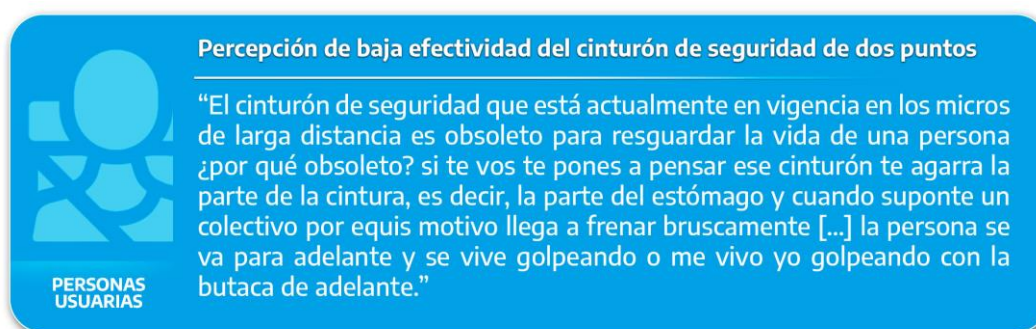 Percepción de baja efectividad del cinturón de seguridad de dos puntos
“El cinturón de seguridad que está actualmente en vigencia en los micros
de larga distancia es obsoleto para resguardar la vida de una persona
¿por qué obsoleto? si te vos te pones a pensar ese cinturón te agarra la
parte de la cintura, es decir, la parte del estómago y cuando suponte un
colectivo por equis motivo llega a frenar bruscamente [...] la persona se
va para adelante y se vive golpeando o me vivo yo golpeando con la
butaca de adelante.”
PERSONAS
USUARIAS